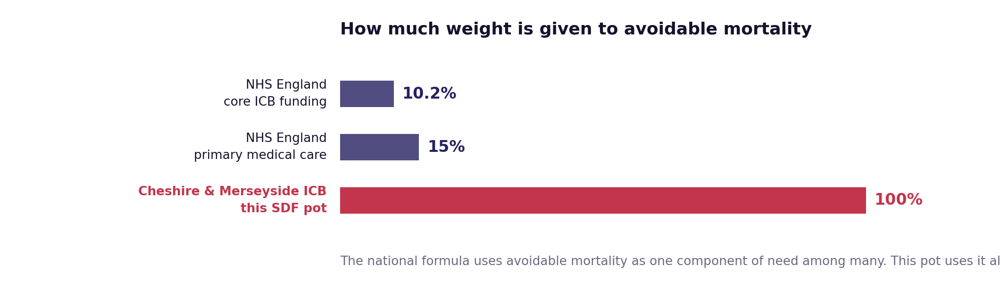 How much weight is given to avoidable mortality
NHS England
core ICB funding
10.2%
NHS England
primary medical care
15%
Cheshire & Merseyside ICB
this SDF pot
100%
The national formula uses avoidable mortality as one component of need among many. This pot uses it